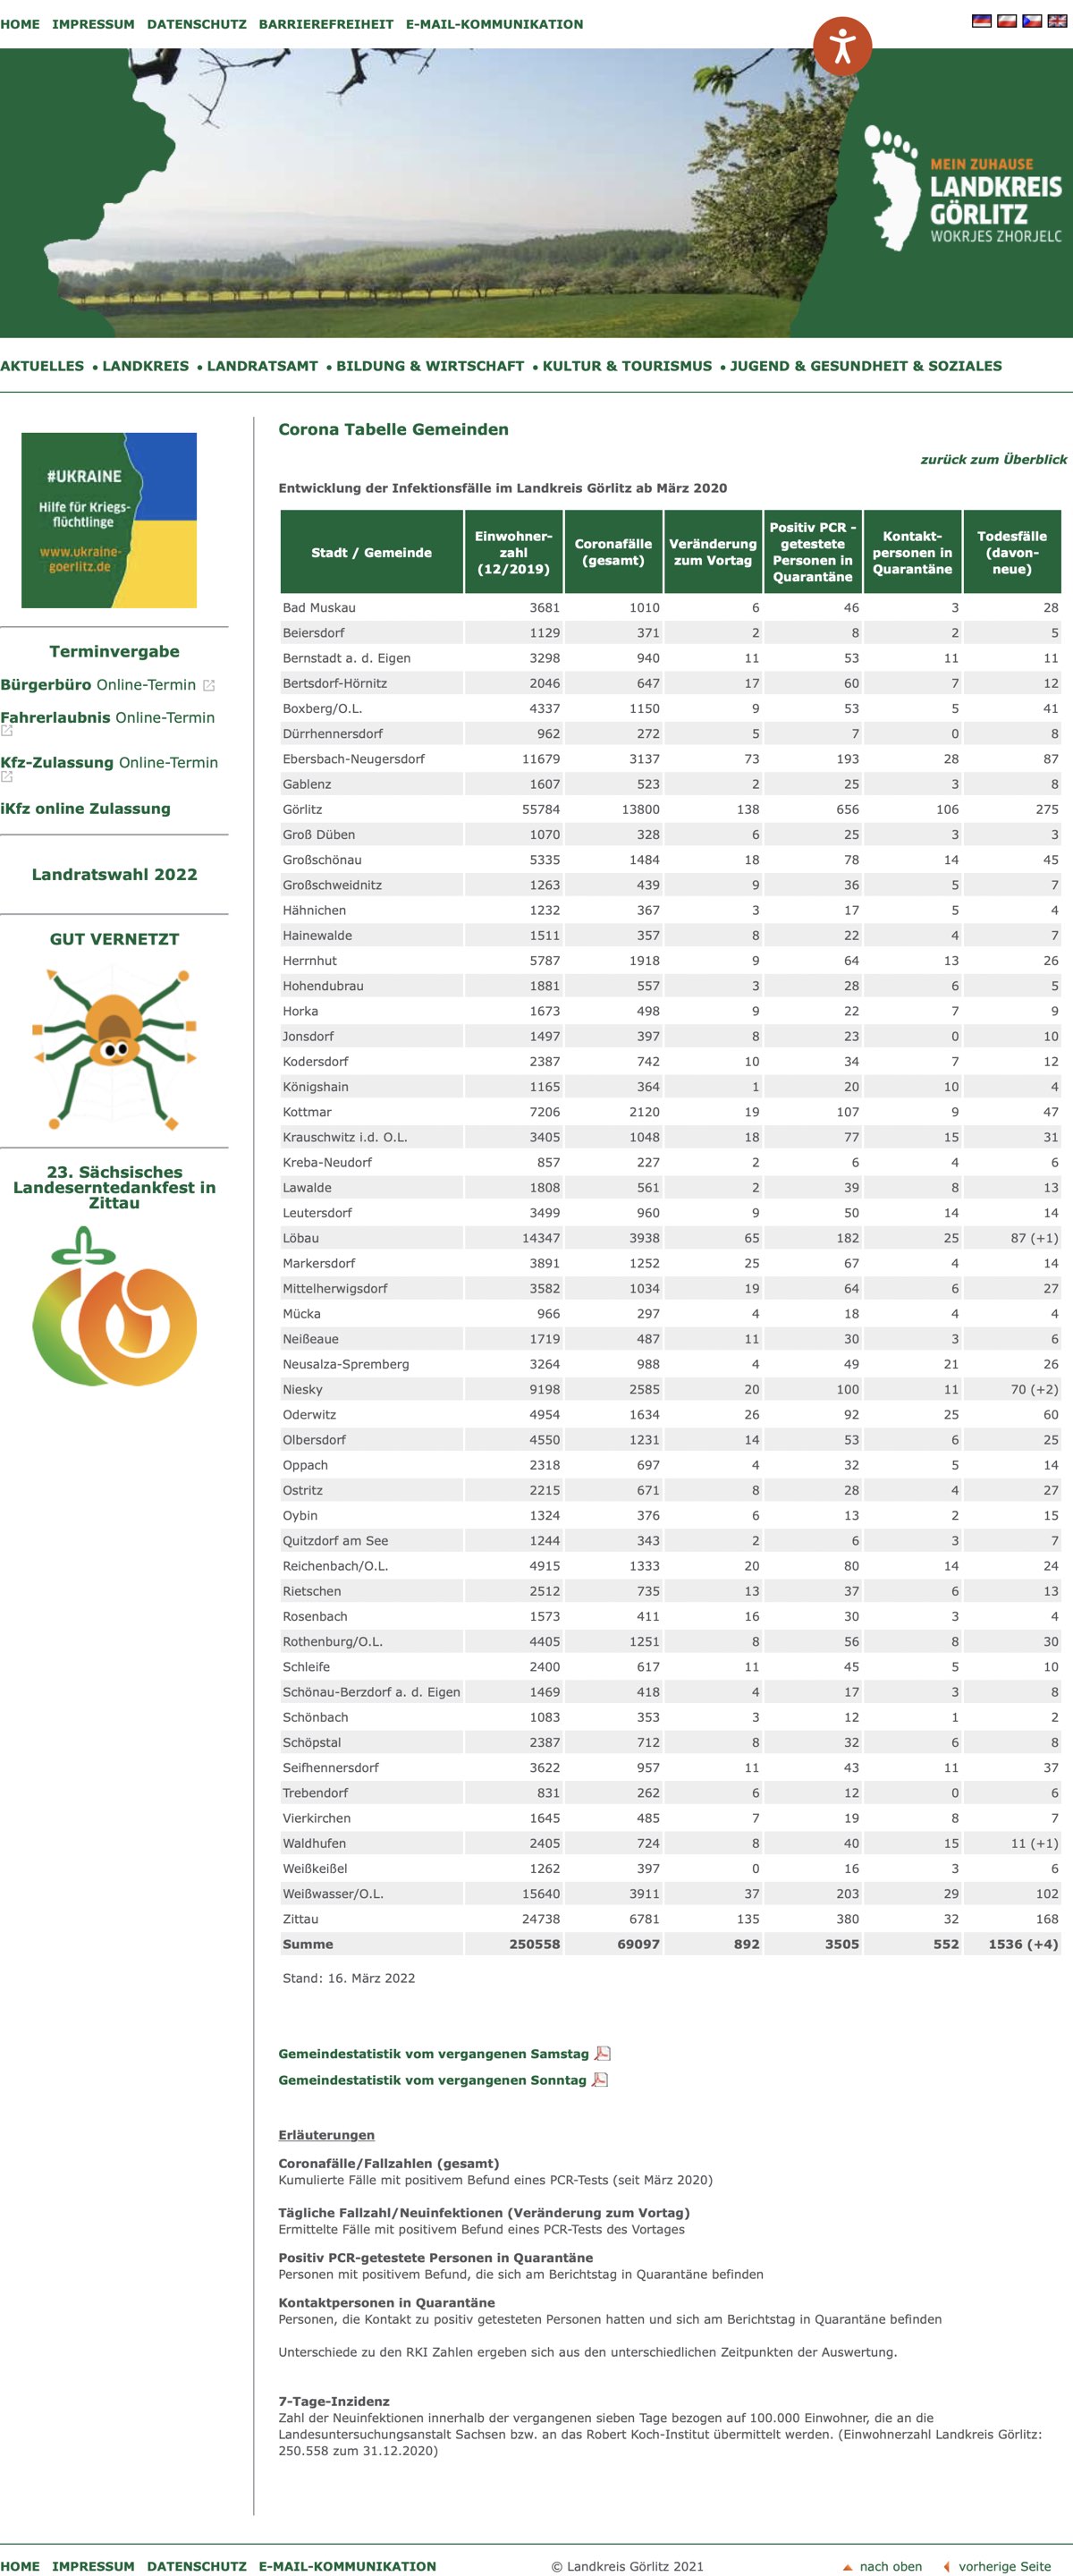 HOME IMPRESSUM DATENSCHUTZ BARRIEREFREIHEIT E-MAIL-KOMMUNIKATION
MEIN ZUHAUSE
LANDKREIS
GÖRLITZ
WOKRJES ZHORJELC
AKTUELLES • LANDKREIS • LANDRATSAMT • BILDUNG & WIRTSCHAFT • KULTUR & TOURISMUS • JUGEND & GESUNDHEIT & SOZIALES
#UKRAINE
Hilfe für Kriegs-
flüchtlinge
www.ukraine-
goerlitz.de
Terminvergabe
Bürgerbüro Online-Termin
Fahrerlaubnis Online-Termin
Kfz-Zulassung Online-Termin
iKfz online Zulassung
Landratswahl 2022
GUT VERNETZT
23. Sächsisches
Landeserntedankfest in
Zittau
Corona Tabelle Gemeinden
zurück zum Überblick
Entwicklung der Infektionsfälle im Landkreis Görlitz ab März 2020
Stadt / Gemeinde
Einwohner-
zahl
(12/2019)
Coronafälle
(gesamt)
Veränderung
zum Vortag
Positiv PCR -
getestete
Personen in
Quarantäne
Kontakt-
personen in
Quarantäne
Todesfälle
(davon-
neue)
Bad Muskau 3681 1010 6 46 3 28
Beiersdorf 1129 371 2 8 2 5
Bernstadt a. d. Eigen 3298 940 11 53 11 11
Bertsdorf-Hörnitz 2046 647 17 60 7 12
Boxberg/O.L. 4337 1150 9 53 5 41
Dürrhennersdorf 962 272 5 7 0 8
Ebersbach-Neugersdorf 11679 3137 73 193 28 87
Gablenz 1607 523 2 25 3 8
Görlitz 55784 13800 138 656 106 275
Groß Düben 1070 328 6 25 3 3
Großschönau 5335 1484 18 78 14 45
Großschweidnitz 1263 439 9 36 5 7
Hähnichen 1232 367 3 17 5 4
Hainewalde 1511 357 8 22 4 7
Herrnhut 5787 1918 9 64 13 26
Hohendubrau 1881 557 3 28 6 5
Horka 1673 498 9 22 7 9
Jonsdorf 1497 397 8 23 0 10
Kodersdorf 2387 742 10 34 7 12
Königshain 1165 364 1 20 10 4
Kottmar 7206 2120 19 107 9 47
Krauschwitz i.d. O.L. 3405 1048 18 77 15 31
Kreba-Neudorf 857 227 2 6 4 6
Lawalde 1808 561 2 39 8 13
Leutersdorf 3499 960 9 50 14 14
Löbau 14347 3938 65 182 25 87 (+1)
Markersdorf 3891 1252 25 67 4 14
Mittelherwigsdorf 3582 1034 19 64 6 27
Mücka 966 297 4 18 4 4
Neißeaue 1719 487 11 30 3 6
Neusalza-Spremberg 3264 988 4 49 21 26
Niesky 9198 2585 20 100 11 70 (+2)
Oderwitz 4954 1634 26 92 25 60
Olbersdorf 4550 1231 14 53 6 25
Oppach 2318 697 4 32 5 14
Ostritz 2215 671 8 28 4 27
Oybin 1324 376 6 13 2 15
Quitzdorf am See 1244 343 2 6 3 7
Reichenbach/O.L. 4915 1333 20 80 14 24
Rietschen 2512 735 13 37 6 13
Rosenbach 1573 411 16 30 3 4
Rothenburg/O.L. 4405 1251 8 56 8 30
Schleife 2400 617 11 45 5 10
Schönau-Berzdorf a. d. Eigen 1469 418 4 17 3 8
Schönbach 1083 353 3 12 1 2
Schöpstal 2387 712 8 32 6 8
Seifhennersdorf 3622 957 11 43 11 37
Trebendorf 831 262 6 12 0 6
Vierkirchen 1645 485 7 19 8 7
Waldhufen 2405 724 8 40 15 11 (+1)
Weißkeißel 1262 397 0 16 3 6
Weißwasser/O.L. 15640 3911 37 203 29 102
Zittau 24738 6781 135 380 32 168
Summe 250558 69097 892 3505 552 1536 (+4)
Stand: 16. März 2022
Gemeindestatistik vom vergangenen Samstag
Gemeindestatistik vom vergangenen Sonntag
Erläuterungen
Coronafälle/Fallzahlen (gesamt)
Kumulierte Fälle mit positivem Befund eines PCR-Tests (seit März 2020)
Tägliche Fallzahl/Neuinfektionen (Veränderung zum Vortag)
Ermittelte Fälle mit positivem Befund eines PCR-Tests des Vortages
Positiv PCR-getestete Personen in Quarantäne
Personen mit positivem Befund, die sich am Berichtstag in Quarantäne befinden
Kontaktpersonen in Quarantäne
Personen, die Kontakt zu positiv getesteten Personen hatten und sich am Berichtstag in Quarantäne befinden
Unterschiede zu den RKI Zahlen ergeben sich aus den unterschiedlichen Zeitpunkten der Auswertung.
7-Tage-Inzidenz
Zahl der Neuinfektionen innerhalb der vergangenen sieben Tage bezogen auf 100.000 Einwohner, die an die
Landesuntersuchungsanstalt Sachsen bzw. an das Robert Koch-Institut übermittelt werden. (Einwohnerzahl Landkreis Görlitz:
250.558 zum 31.12.2020)
HOME IMPRESSUM DATENSCHUTZ E-MAIL-KOMMUNIKATION © Landkreis Görlitz 2021 nach oben vorherige Seite